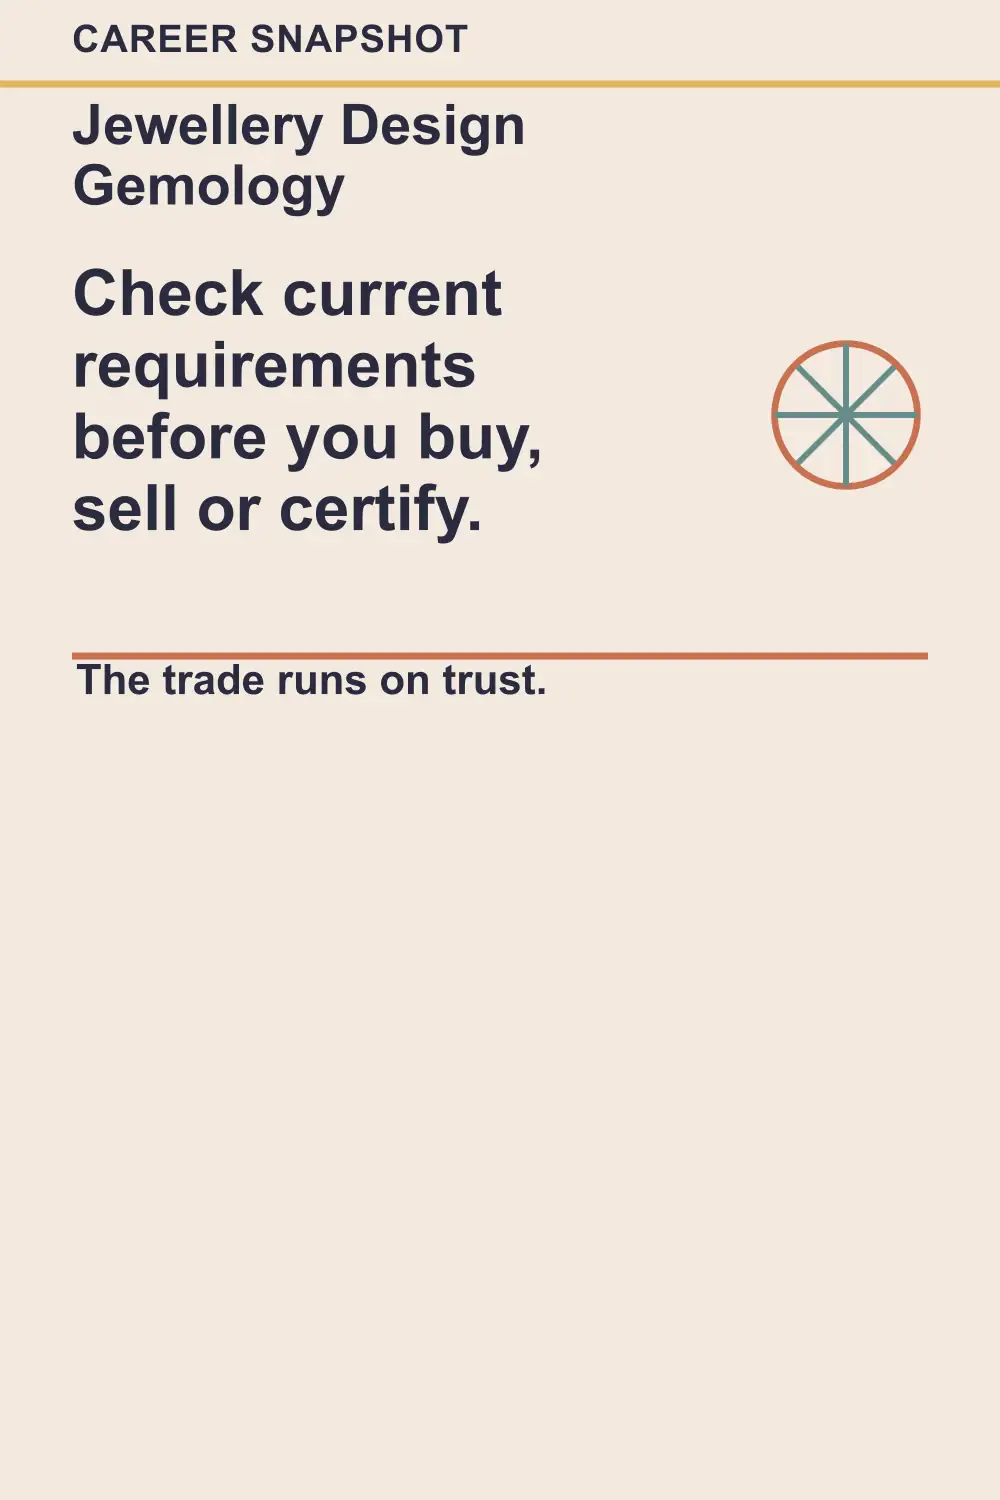 CAREER SNAPSHOT
Jewellery Design
Gemology
Check current
requirements
before you buy,
sell or certify.
The trade runs on trust.